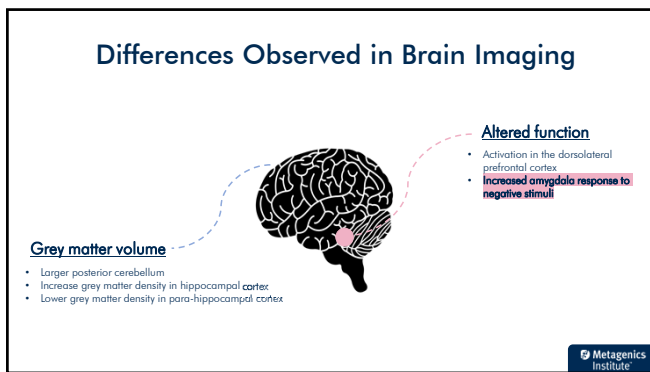 Differences Observed in Brain Imaging
Altered function
• Activation in the dorsolateral
prefrontal cortex
• Increased amygdala response to
negative stimuli
Grey matter volume
• Larger posterior cerebellum
• Increase grey matter density in hippocampal cortex
• Lower grey matter density in para-hippocampal cortex
Metagenics
Institute